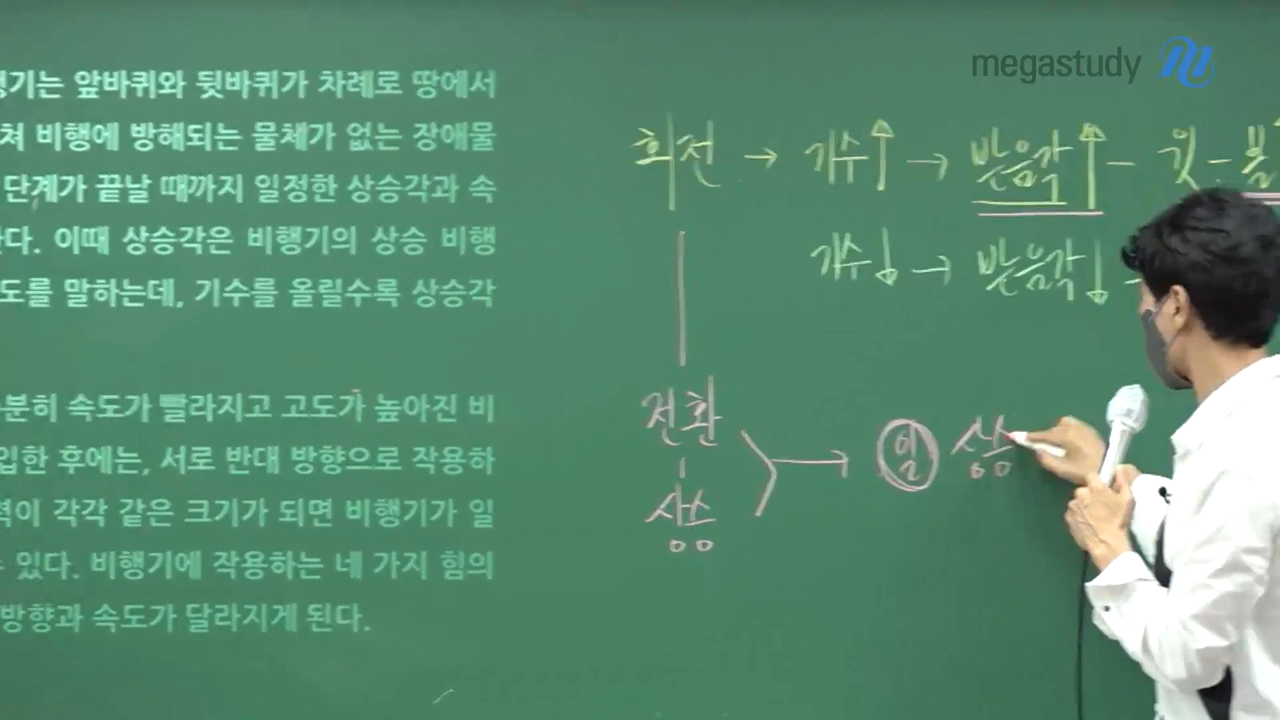 megastudy
행기는 앞바퀴와 뒷바퀴가 차례로 땅에서
쳐 비행에 방해되는 물체가 없는 장애물
단계가 끝날 때까지 일정한 상승각과 속
다. 이때 상승각은 비행기의 상승 비행
도를 말하는데, 기수를 올릴수록 상승각
분히 속도가 빨라지고 고도가 높아진 비
입한 후에는, 서로 반대 방향으로 작용하
력이 각각 같은 크기가 되면 비행기가 일
있다. 비행기에 작용하는 네 가지 힘의
방향과 속도가 달라지게 된다.
회전 → 기수↑ → 받음각↑ - 윗 -
기수↓ → 받음각↓
전환
상승
→ 일 상승